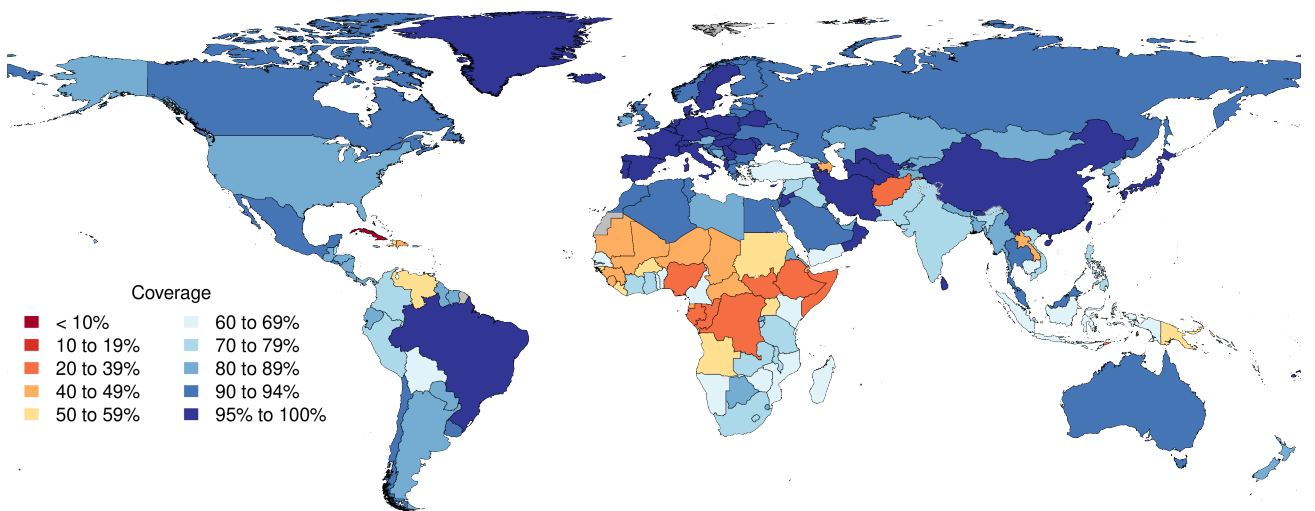 Coverage
< 10%
10 to 19%
20 to 39%
40 to 49%
50 to 59%
60 to 69%
70 to 79%
80 to 89%
90 to 94%
95% to 100%